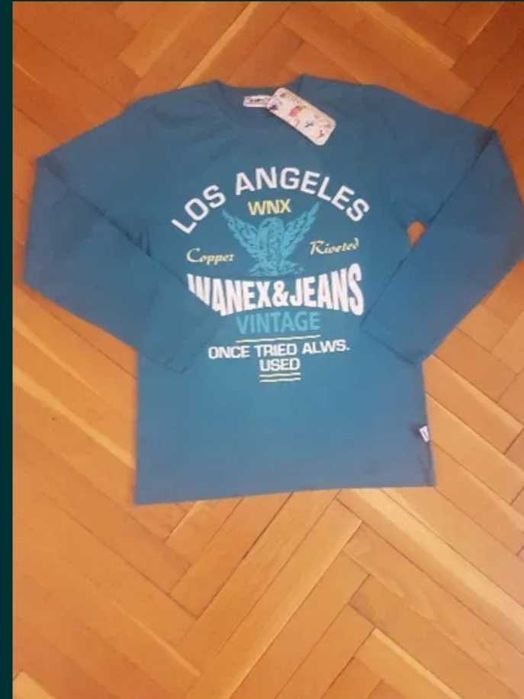 LOS ANGELES
WNX
Copper Riveted
WANEX&JEANS
VINTAGE
ONCE TRIED ALWS.
USED